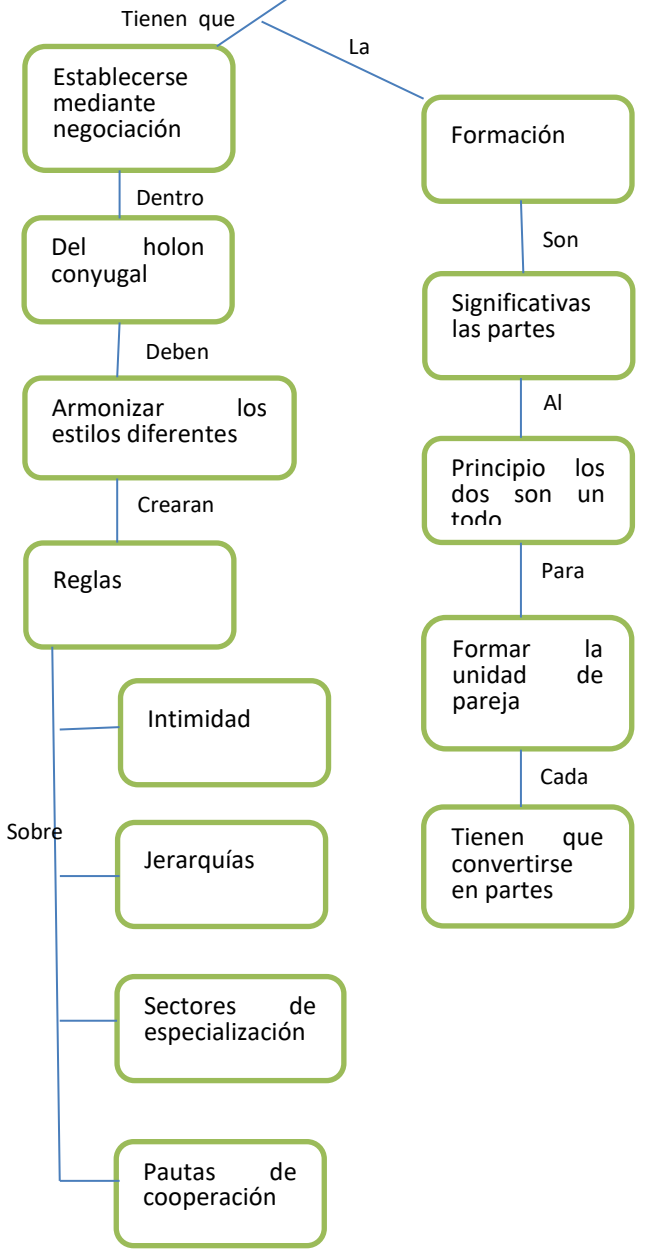 Tienen que
Establecerse
mediante
negociación
Dentro
Del holon
conyugal
Deben
Armonizar los
estilos diferentes
Crearan
Reglas
Sobre
Intimidad
Jerarquías
Sectores de
especialización
Pautas de
cooperación
La
Formación
Son
Significativas
las partes
Al
Principio los
dos son un
todo
Para
Formar la
unidad de
pareja
Cada
Tienen que
convertirse
en partes